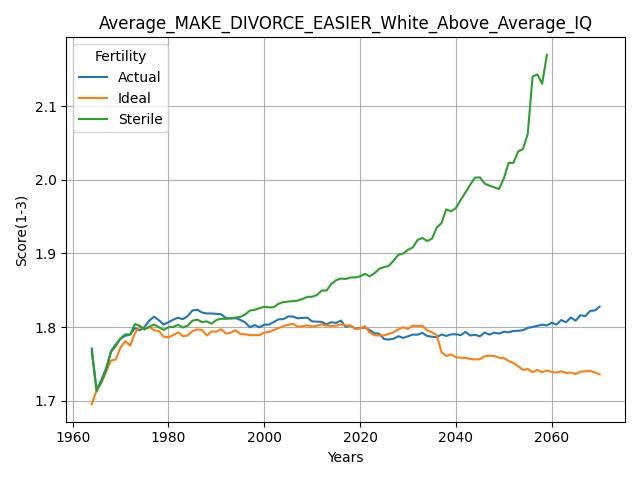 Average_MAKE_DIVORCE_EASIER_White_Above_Average_IQ
Fertility
Actual
Ideal
Sterile
Score(1-3)
2.1
2.0
1.9
1.8
1.7
1960
1980
2000
2020
2040
2060
Years